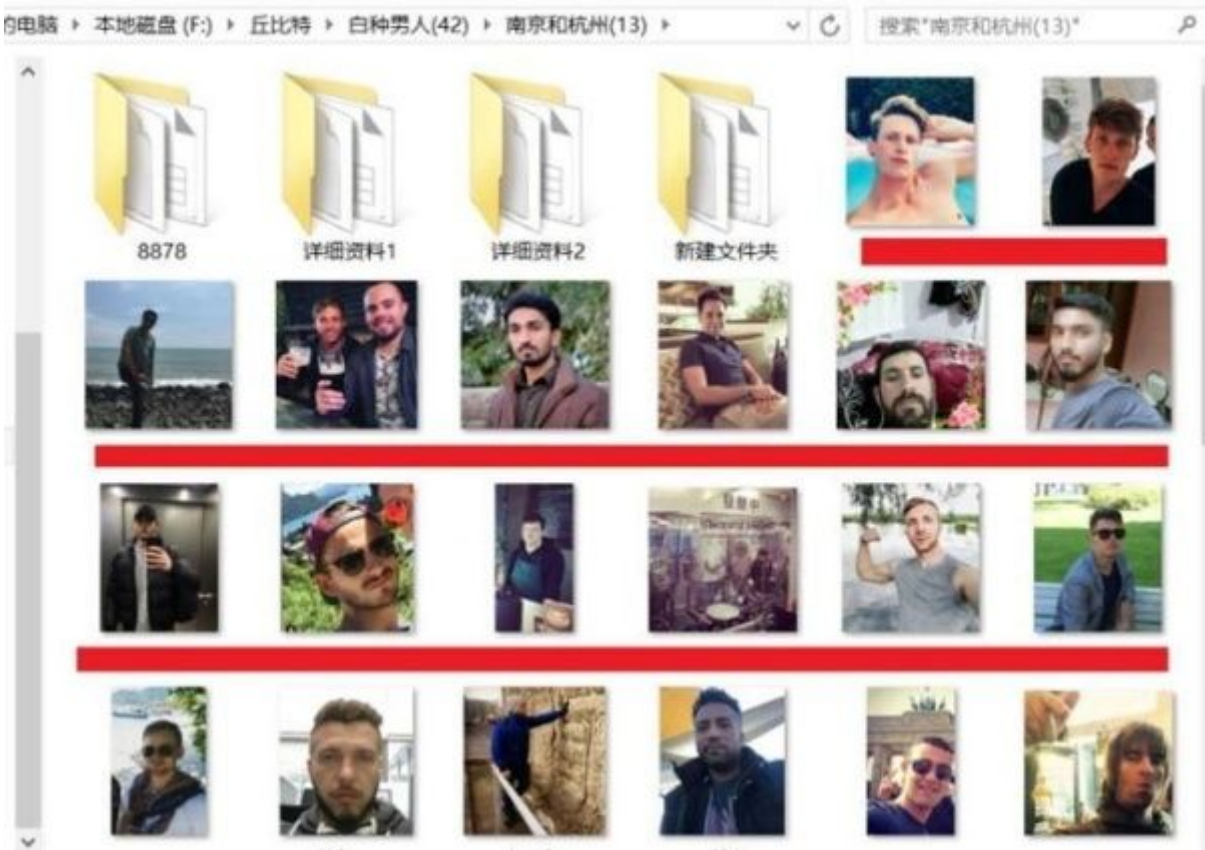 的电脑 ▸ 本地磁盘 (F:) ▸ 丘比特 ▸ 白种男人(42) ▸ 南京和杭州(13) ▸
搜索"南京和杭州(13)"
8878
详细资料1
详细资料2
新建文件夹